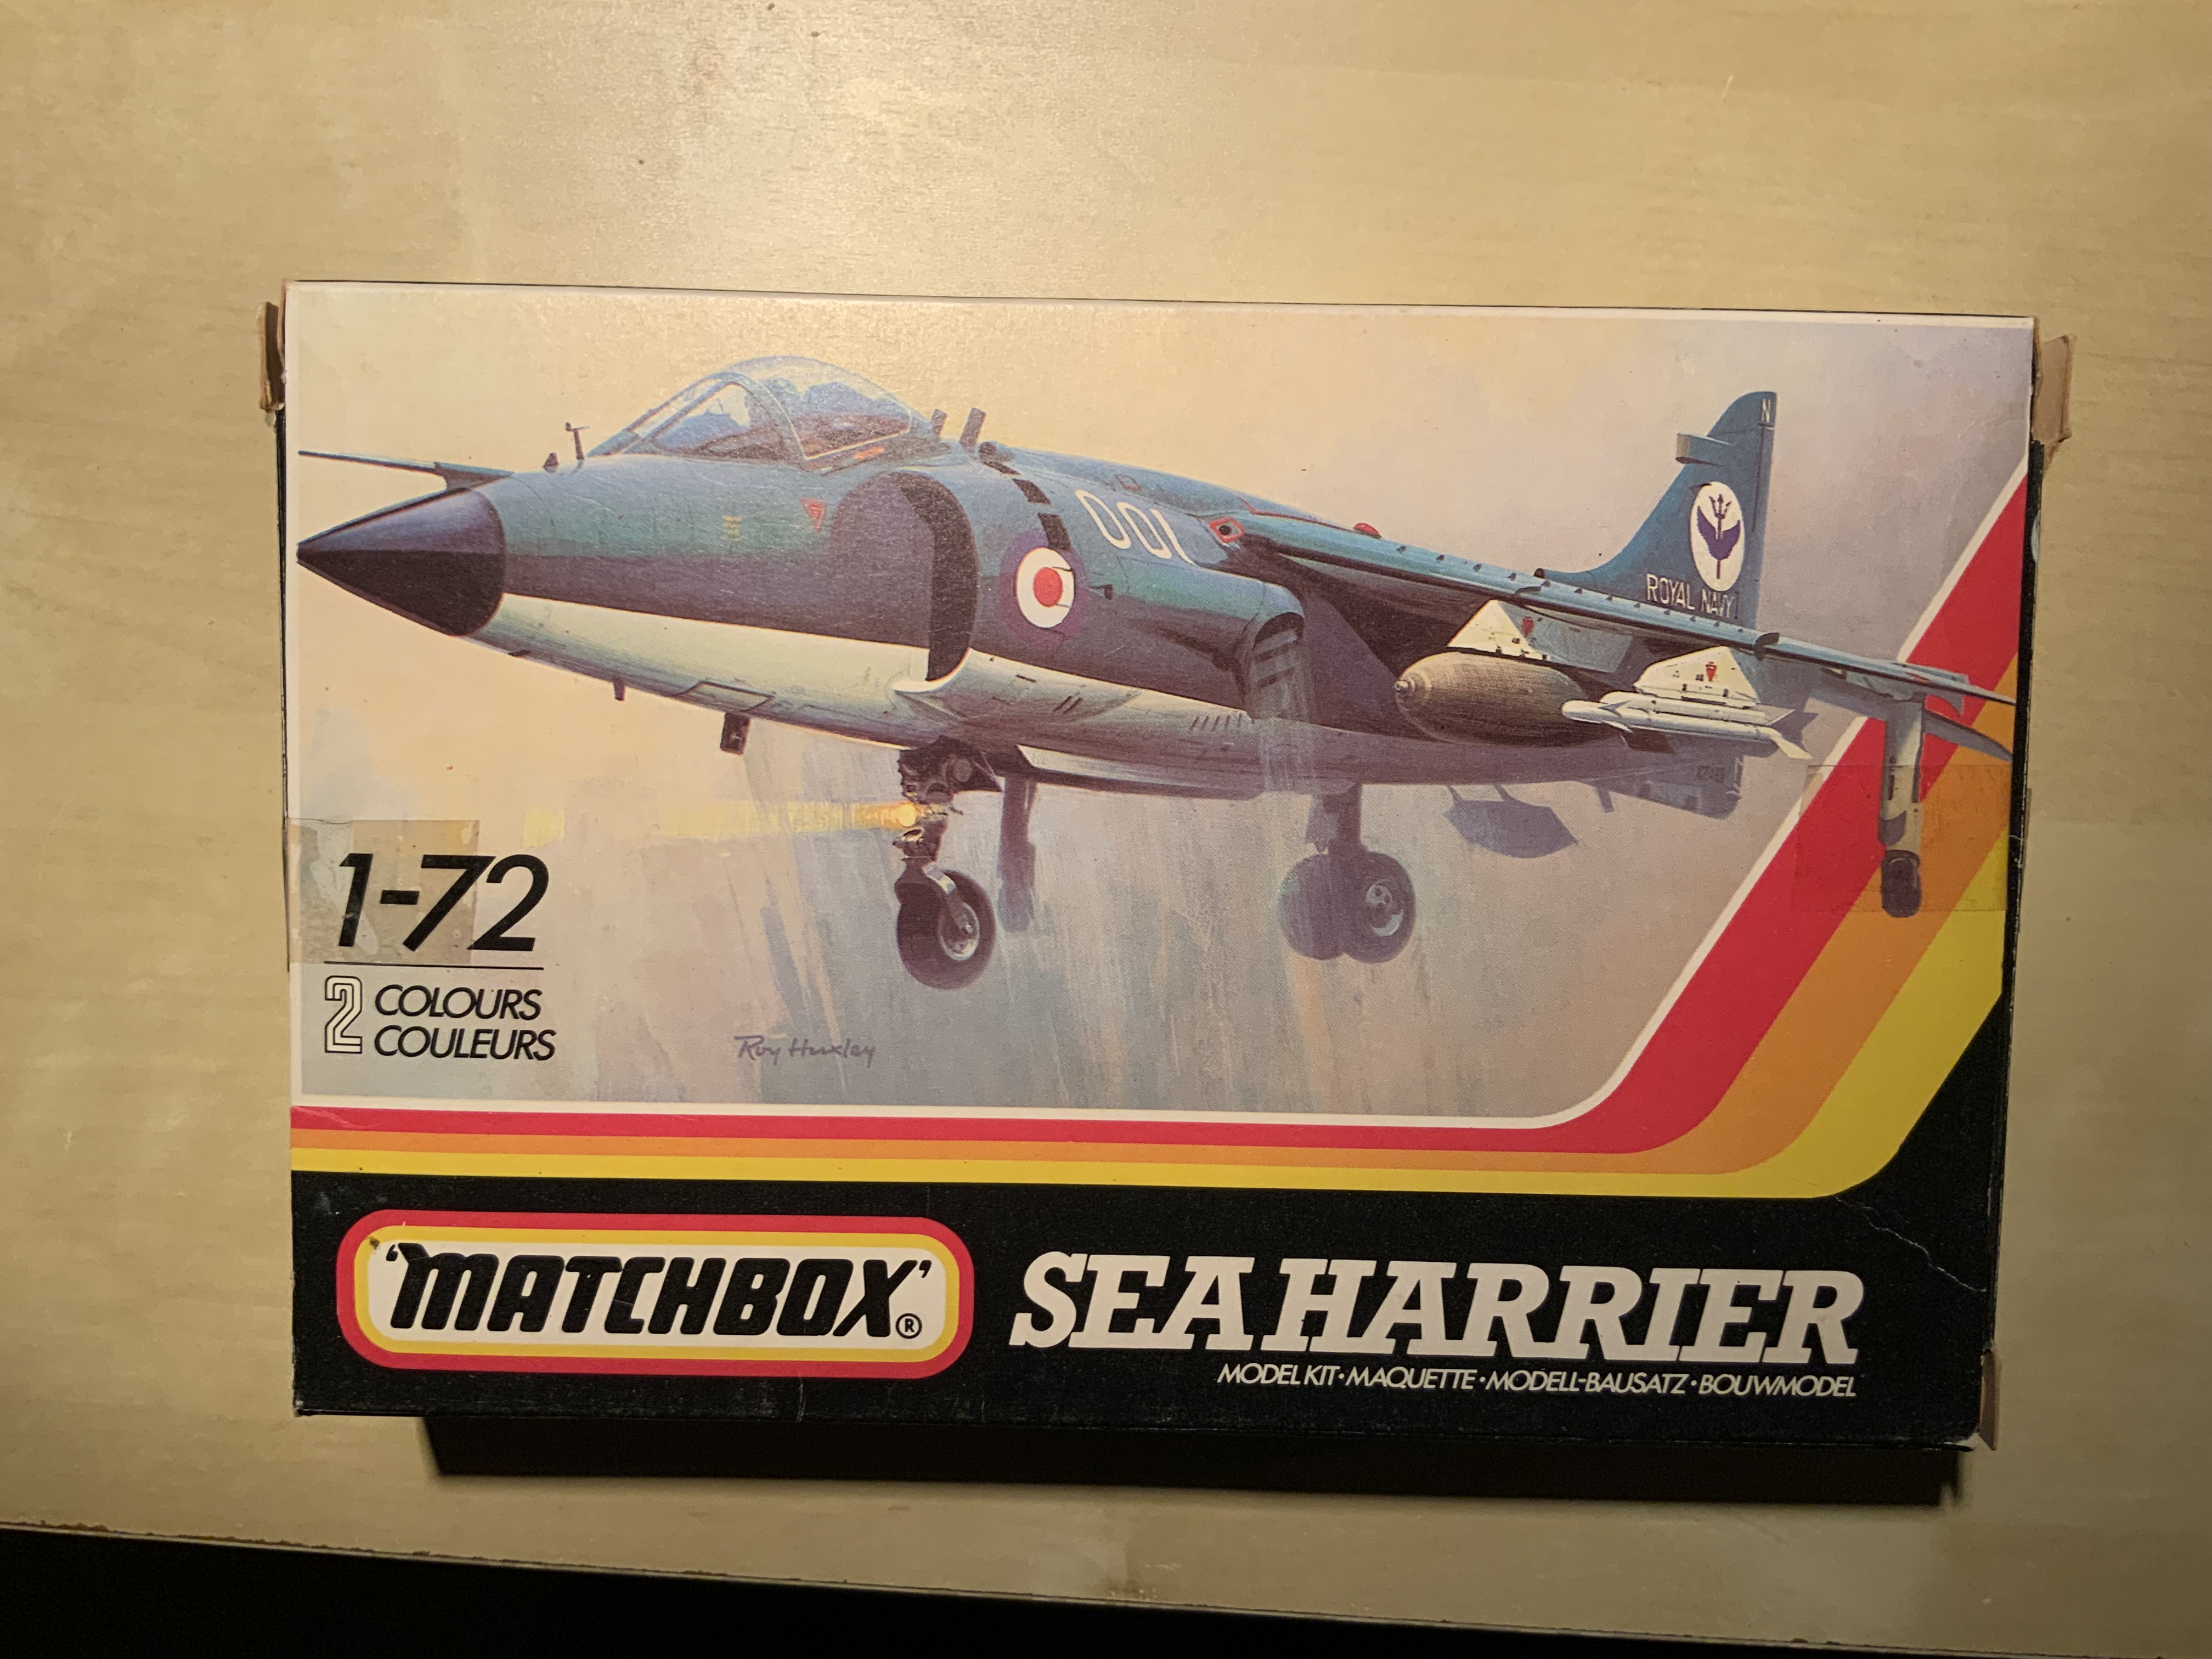 N
001
ROYAL NAVY
1-72
2 COLOURS
COULEURS
Roy Huxley
'MATCHBOX'®
SEA HARRIER
MODEL KIT • MAQUETTE • MODELL-BAUSATZ • BOUWMODEL